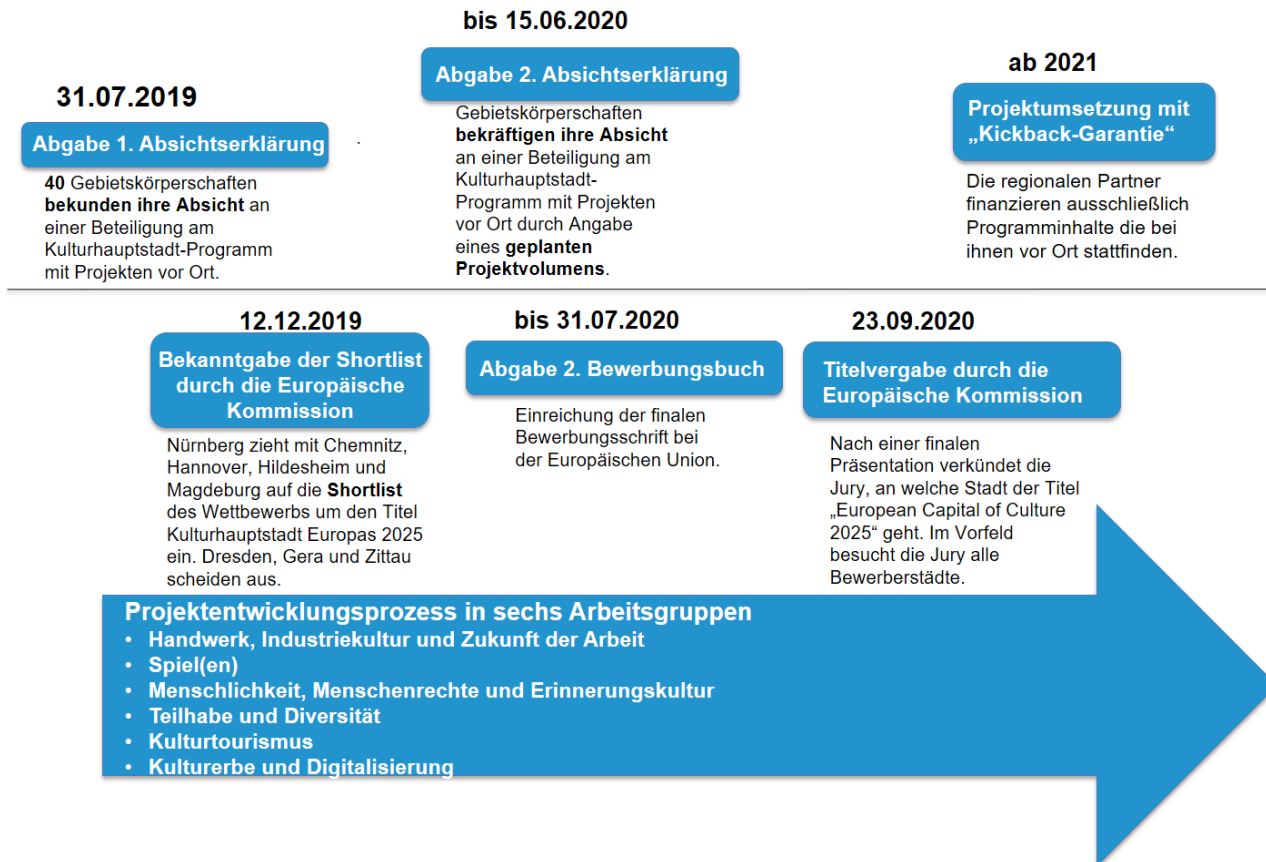 31.07.2019
Abgabe 1. Absichtserklärung
40 Gebietskörperschaften
bekunden ihre Absicht an
einer Beteiligung am
Kulturhauptstadt-Programm
mit Projekten vor Ort.
bis 15.06.2020
Abgabe 2. Absichtserklärung
Gebietskörperschaften
bekräftigen ihre Absicht
an einer Beteiligung am
Kulturhauptstadt-
Programm mit Projekten
vor Ort durch Angabe
eines geplanten
Projektvolumens.
ab 2021
Projektumsetzung mit
„Kickback-Garantie“
Die regionalen Partner
finanzieren ausschließlich
Programminhalte die bei
ihnen vor Ort stattfinden.
12.12.2019
Bekanntgabe der Shortlist
durch die Europäische
Kommission
Nürnberg zieht mit Chemnitz,
Hannover, Hildesheim und
Magdeburg auf die Shortlist
des Wettbewerbs um den Titel
Kulturhauptstadt Europas 2025
ein. Dresden, Gera und Zittau
scheiden aus.
bis 31.07.2020
Abgabe 2. Bewerbungsbuch
Einreichung der finalen
Bewerbungsschrift bei
der Europäischen Union.
23.09.2020
Titelvergabe durch die
Europäische Kommission
Nach einer finalen
Präsentation verkündet die
Jury, an welche Stadt der Titel
„European Capital of Culture
2025“ geht. Im Vorfeld
besucht die Jury alle
Bewerberstädte.
Projektentwicklungsprozess in sechs Arbeitsgruppen
• Handwerk, Industriekultur und Zukunft der Arbeit
• Spiel(en)
• Menschlichkeit, Menschenrechte und Erinnerungskultur
• Teilhabe und Diversität
• Kulturtourismus
• Kulturerbe und Digitalisierung